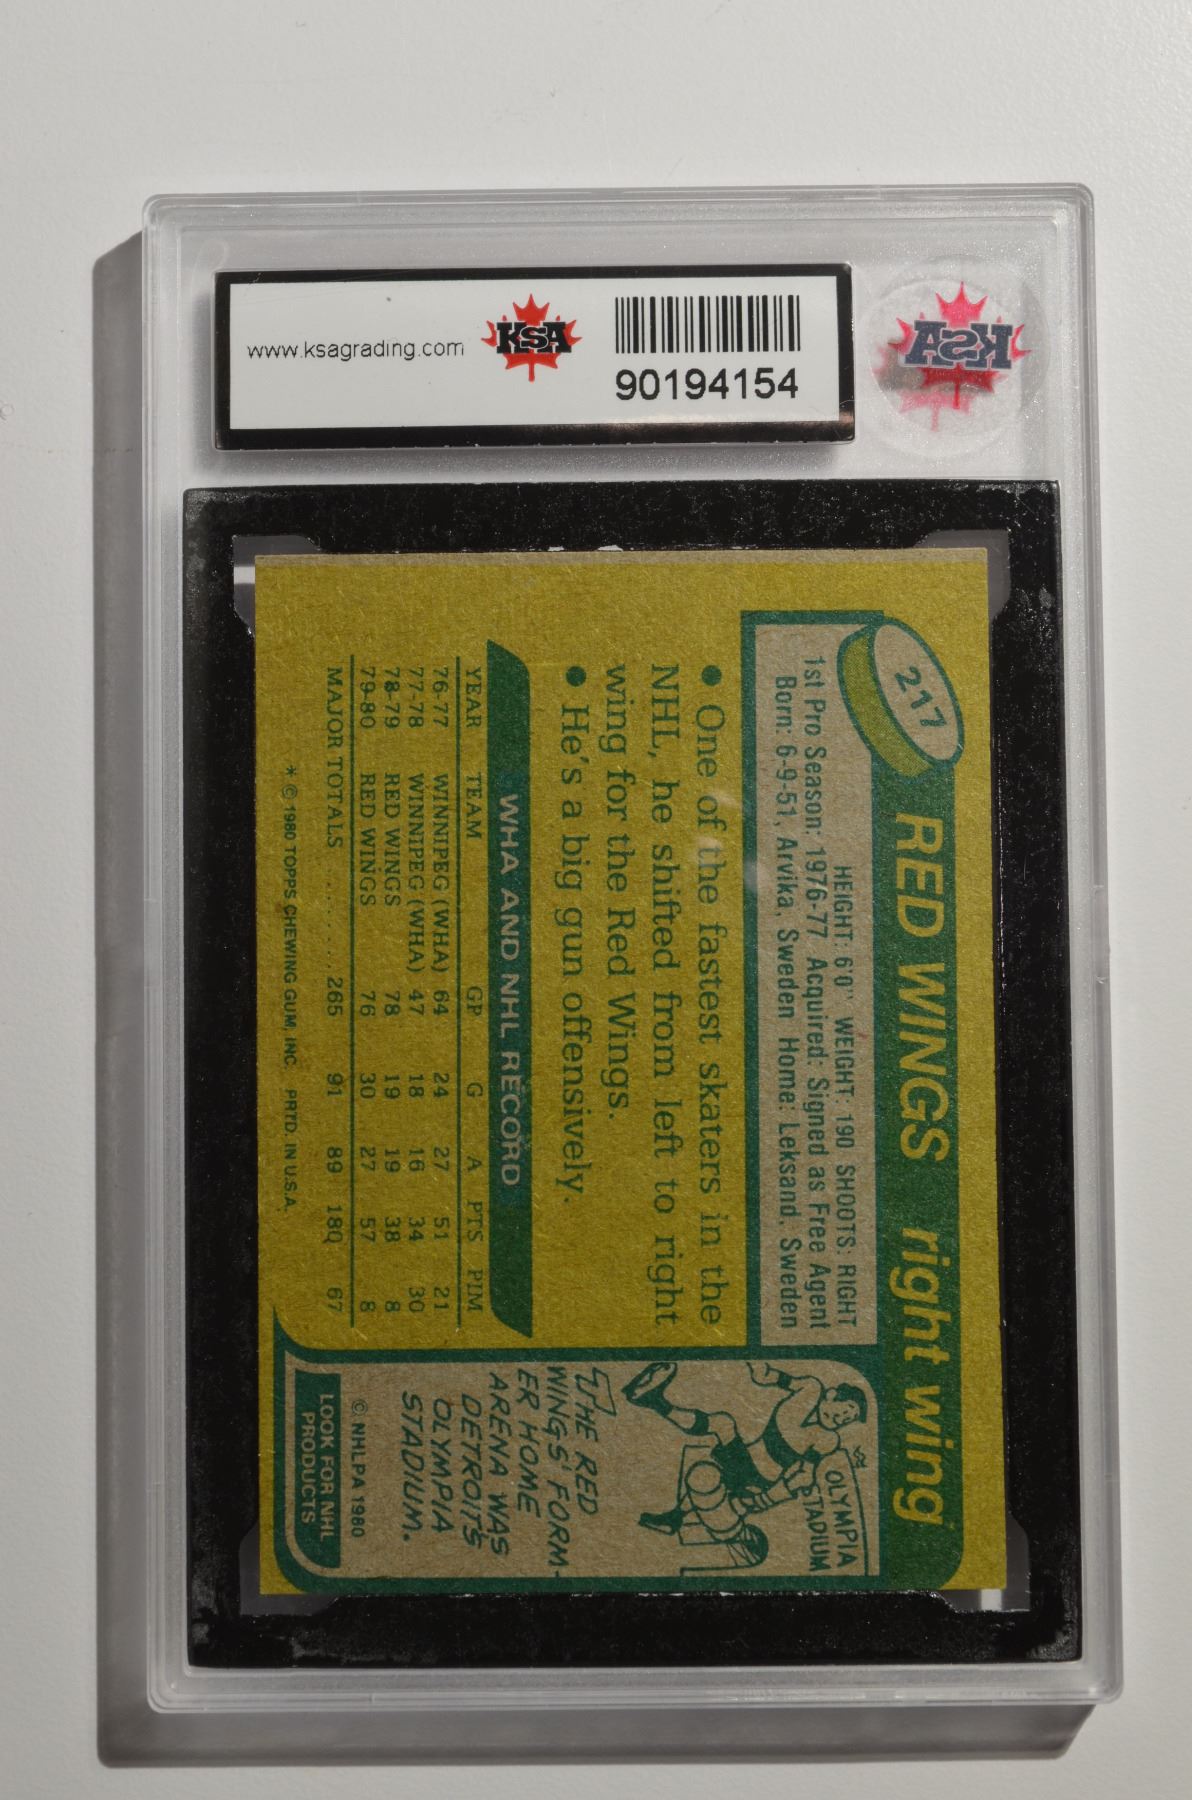 www.ksagrading.com
KSA
90194154
KSA
217
RED WINGS right wing
HEIGHT: 6'0" WEIGHT: 190 SHOOTS: RIGHT
1st Pro Season: 1976-77 Acquired: Signed as Free Agent
Born: 6-9-51, Arvika, Sweden Home: Leksand, Sweden
• One of the fastest skaters in the
NHL, he shifted from left to right
wing for the Red Wings.
• He's a big gun offensively.
WHA AND NHL RECORD
YEAR TEAM GP G A PTS PIM
76-77 WINNIPEG (WHA) 64 24 27 51 21
77-78 WINNIPEG (WHA) 47 18 16 34 30
78-79 RED WINGS 78 19 19 38 8
79-80 RED WINGS 76 30 27 57 8
MAJOR TOTALS ........ 265 91 89 180 67
* © 1980 TOPPS CHEWING GUM, INC. PRTD. IN U.S.A.
OLYMPIA
STADIUM
THE RED
WINGS' FORM-
ER HOME
ARENA WAS
DETROIT'S
OLYMPIA
STADIUM.
© NHLPA 1980
LOOK FOR NHL
PRODUCTS